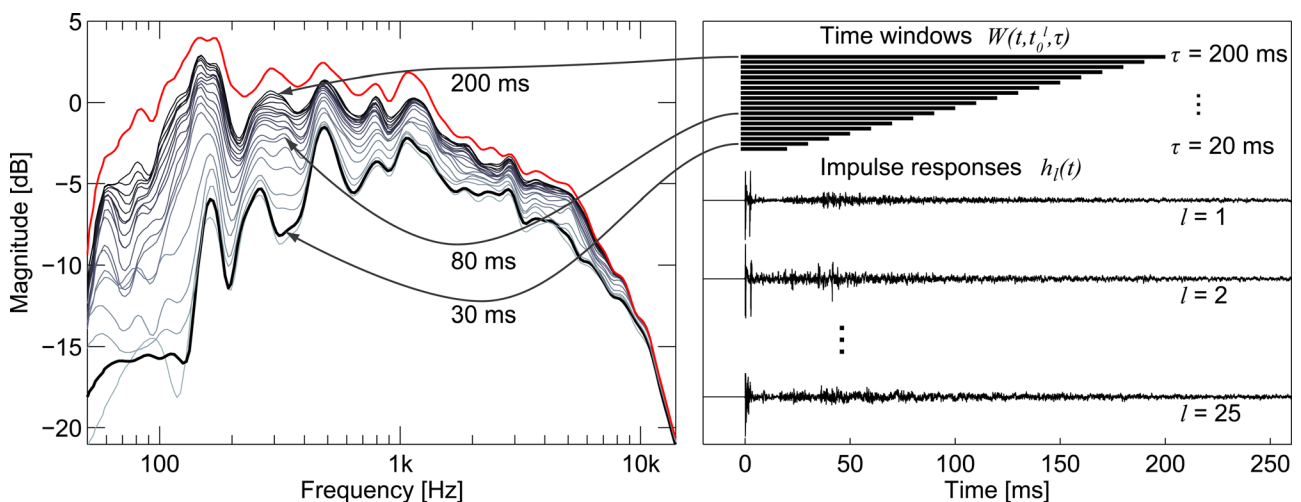 5
0
−5
−10
−15
−20
Magnitude [dB]
100
1k
10k
Frequency [Hz]
200 ms
80 ms
30 ms
Time windows W(t,t₀ˡ,τ)
τ = 200 ms
⋮
τ = 20 ms
Impulse responses hₗ(t)
l = 1
l = 2
⋮
l = 25
0
50
100
150
200
250
Time [ms]